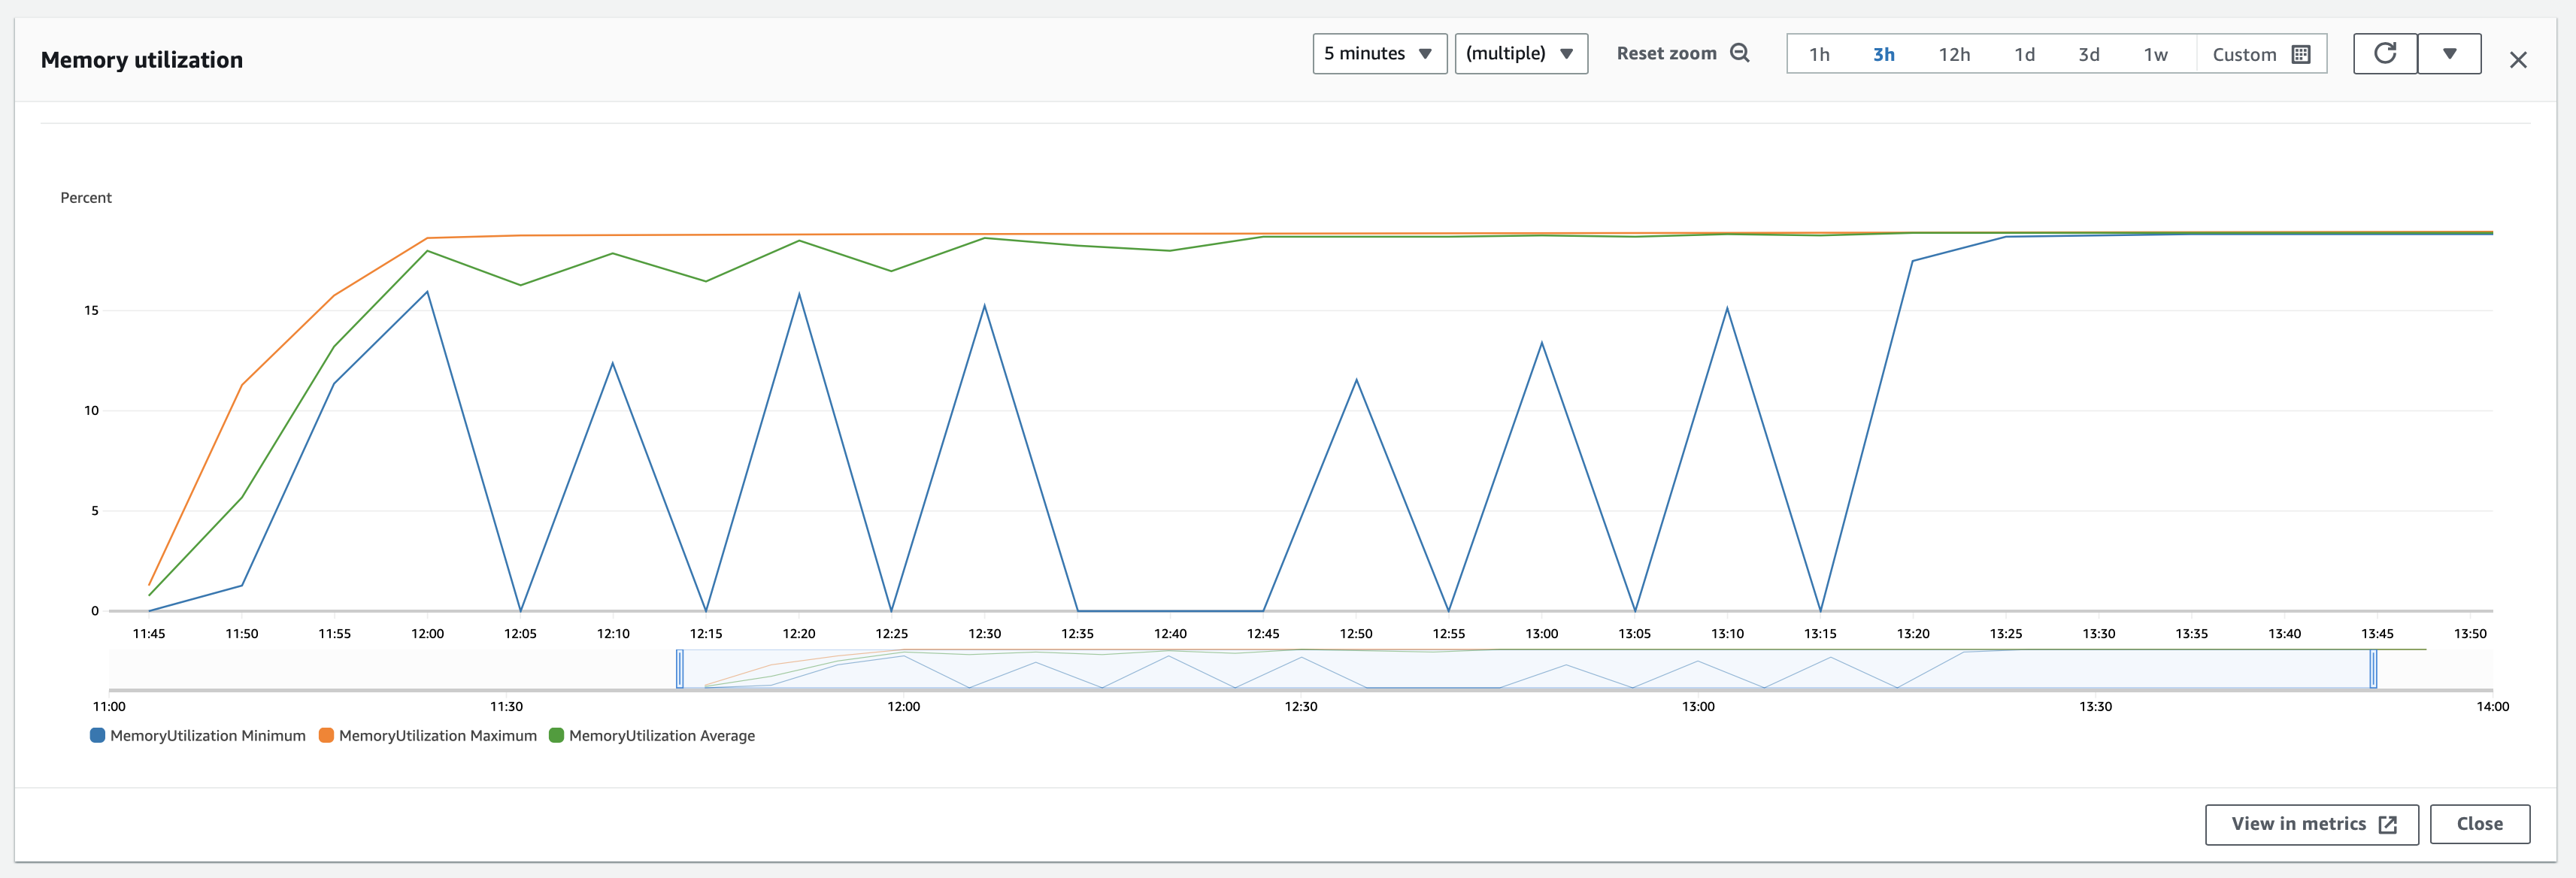 Memory utilization
5 minutes (multiple) Reset zoom 1h 3h 12h 1d 3d 1w Custom
Percent
15
10
5
0
11:45 11:50 11:55 12:00 12:05 12:10 12:15 12:20 12:25 12:30 12:35 12:40 12:45 12:50 12:55 13:00 13:05 13:10 13:15 13:20 13:25 13:30 13:35 13:40 13:45 13:50
11:00 11:30 12:00 12:30 13:00 13:30 14:00
MemoryUtilization Minimum MemoryUtilization Maximum MemoryUtilization Average
View in metrics Close